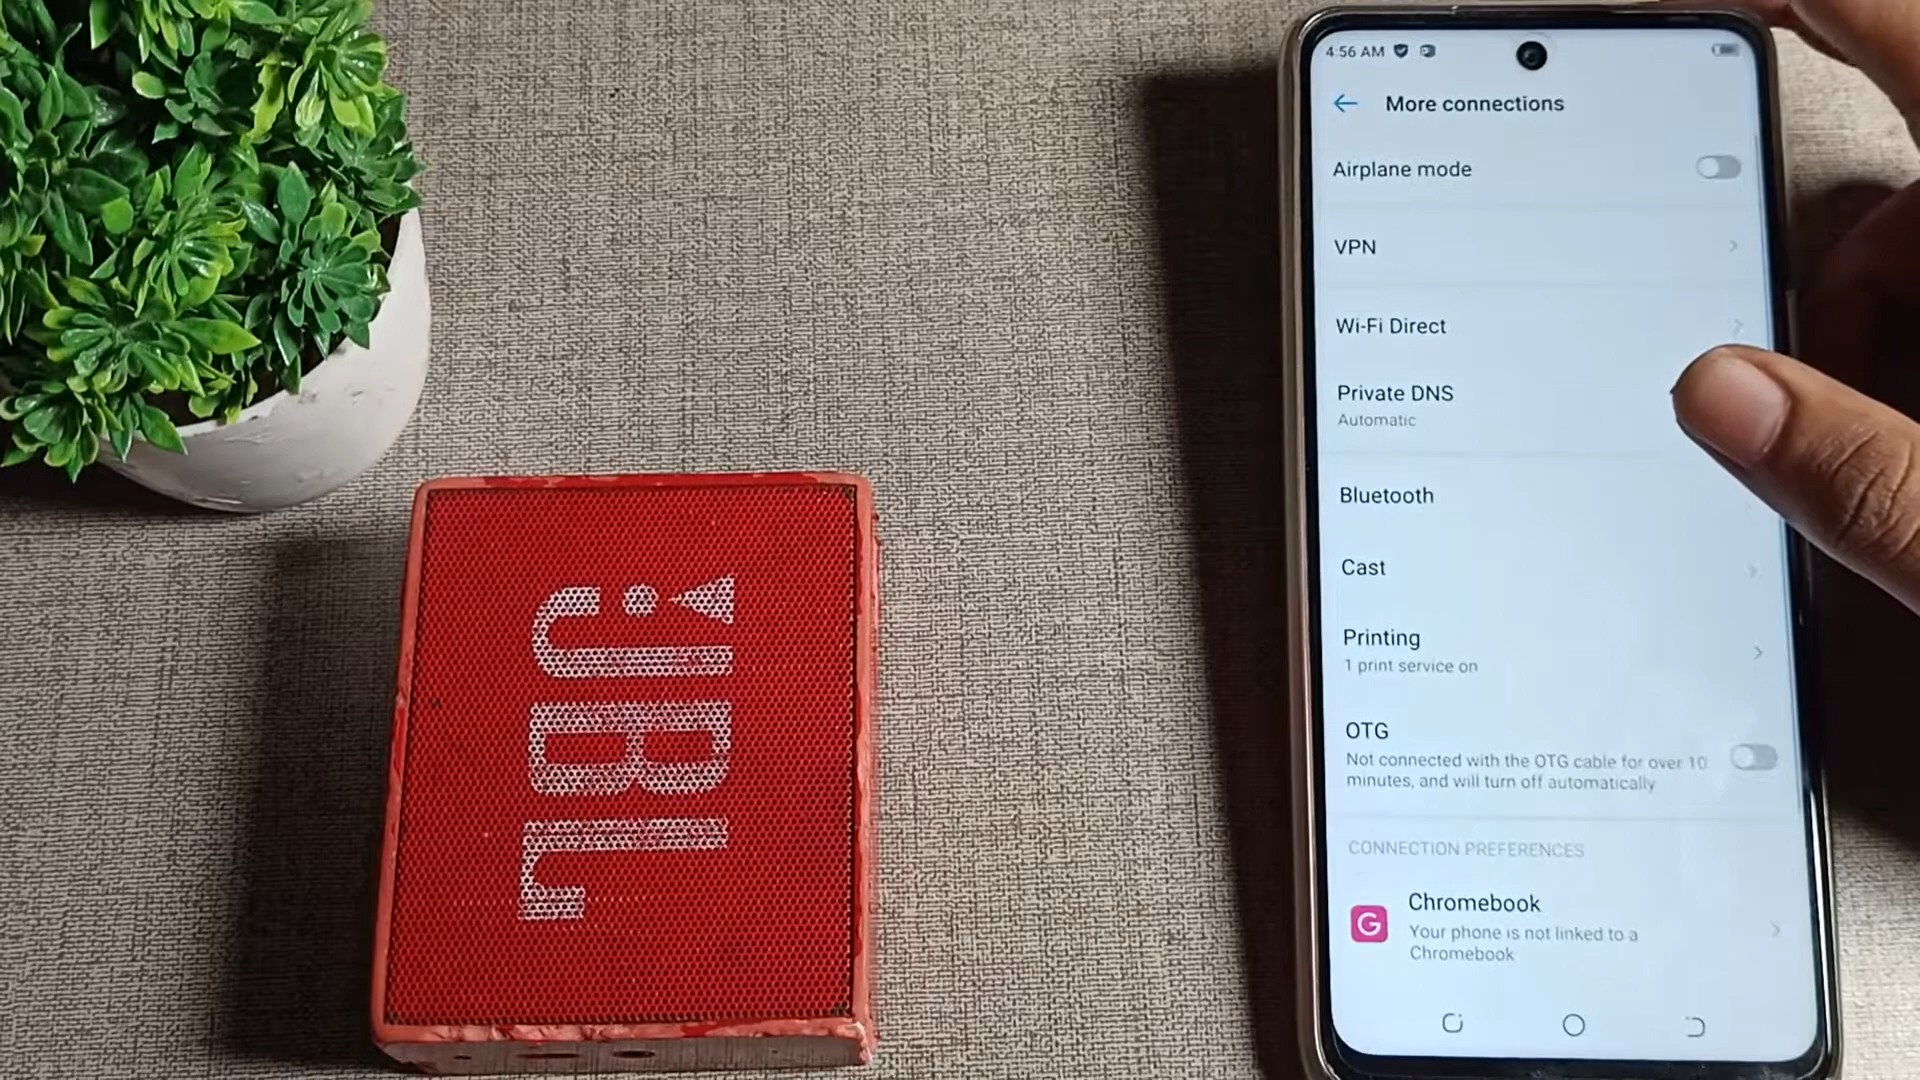 4:56 AM
More connections
Airplane mode
VPN
Wi-Fi Direct
Private DNS
Automatic
Bluetooth
Cast
Printing
1 print service on
OTG
Not connected with the OTG cable for over 10
minutes, and will turn off automatically
CONNECTION PREFERENCES
G
Chromebook
Your phone is not linked to a
Chromebook
JBL